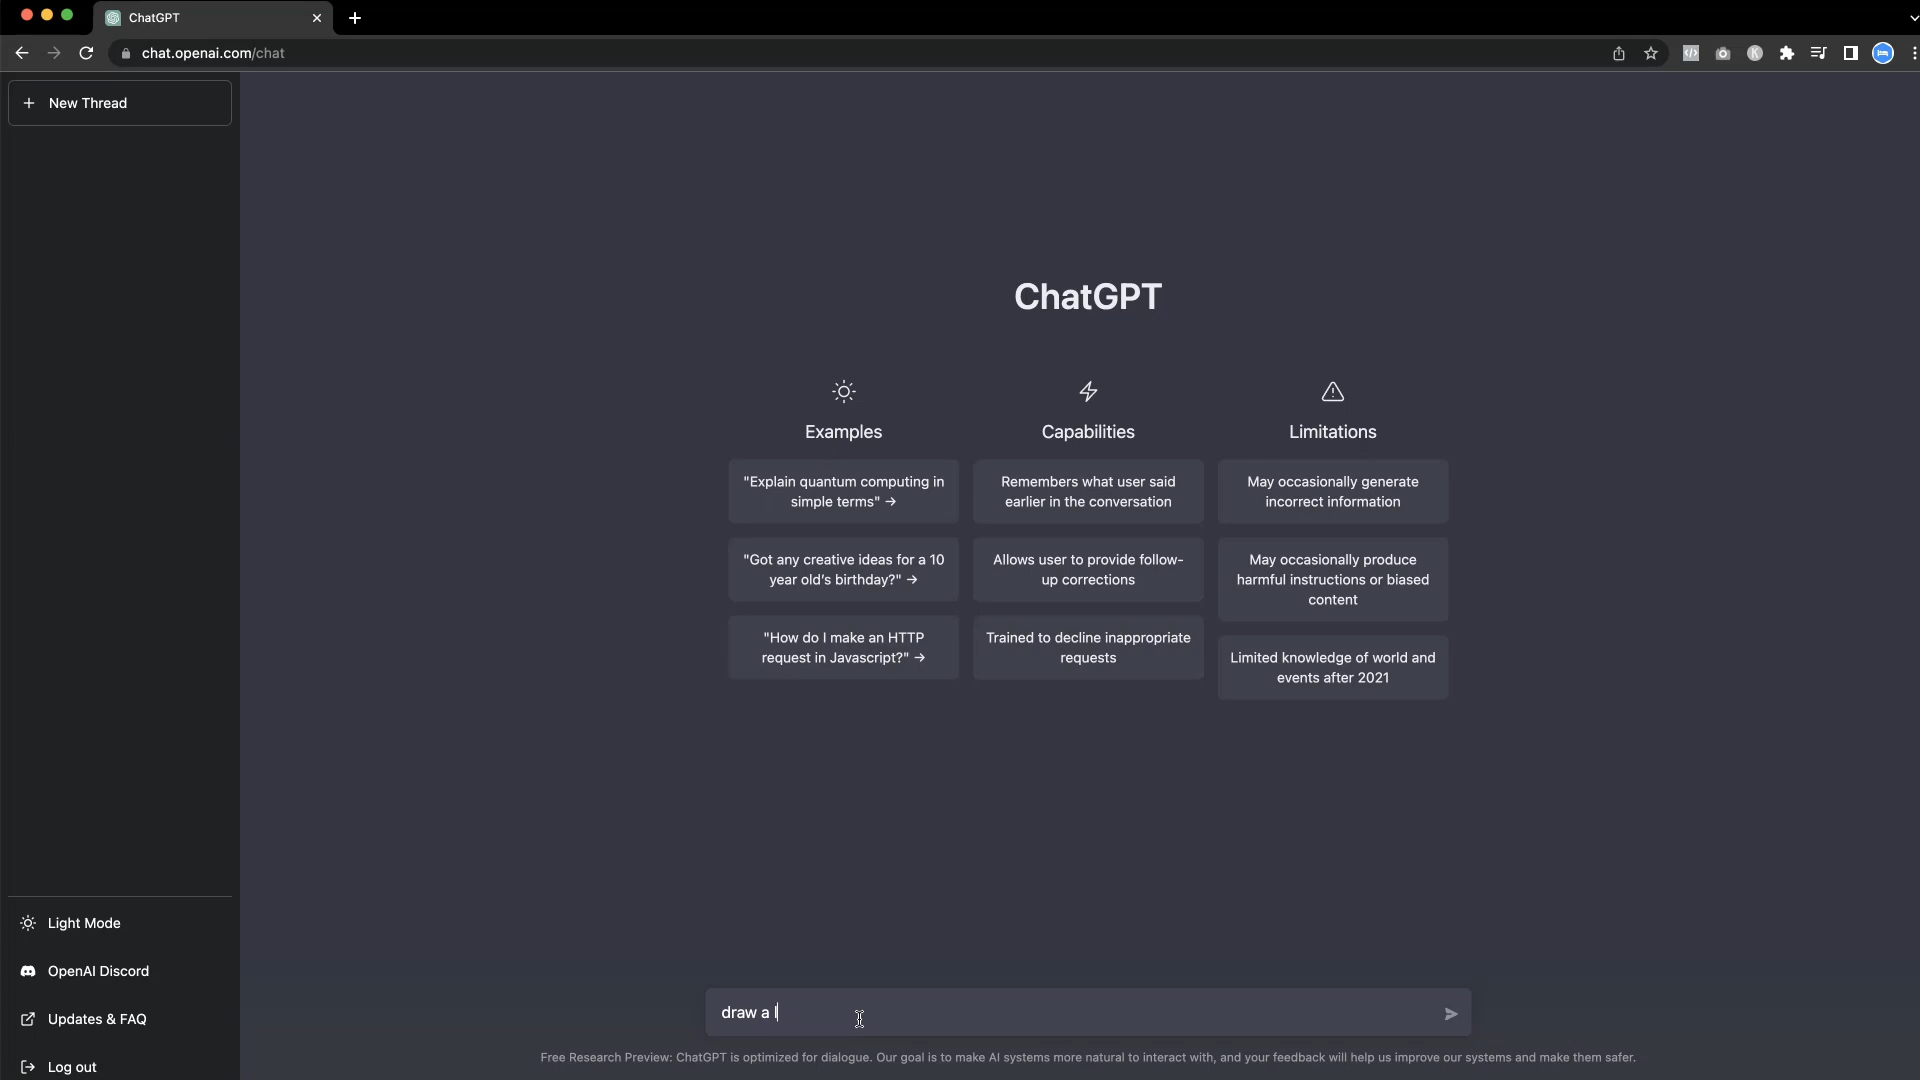 ChatGPT
chat.openai.com/chat
New Thread
ChatGPT
Examples
"Explain quantum computing in
simple terms" →
"Got any creative ideas for a 10
year old's birthday?" →
"How do I make an HTTP
request in Javascript?" →
Capabilities
Remembers what user said
earlier in the conversation
Allows user to provide follow-
up corrections
Trained to decline inappropriate
requests
Limitations
May occasionally generate
incorrect information
May occasionally produce
harmful instructions or biased
content
Limited knowledge of world and
events after 2021
Light Mode
OpenAI Discord
Updates & FAQ
Log out
draw a l
Free Research Preview: ChatGPT is optimized for dialogue. Our goal is to make AI systems more natural to interact with, and your feedback will help us improve our systems and make them safer.